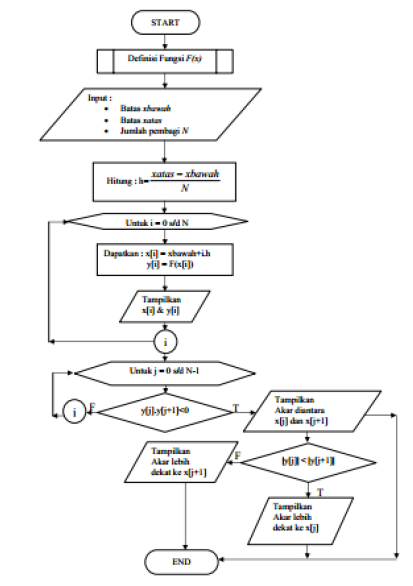 START
Definisi Fungsi F(x)
Input :
• Batas xbawah
• Batas xatas
• Jumlah pembagi N
Hitung : h= xatas – xbawah
N
Untuk i = 0 s/d N
Dapatkan : x[i] = xbawah+i.h
y[i] = F(x[i])
Tampilkan
x[i] & y[i]
i
Untuk j = 0 s/d N-1
i
F
y[j].y[j+1]<0
T
Tampilkan
Akar diantara
x[j] dan x[j+1]
Tampilkan
Akar lebih
dekat ke x[j+1]
F
|y[j]| < |y[j+1]|
T
Tampilkan
Akar lebih
dekat ke x[j]
END